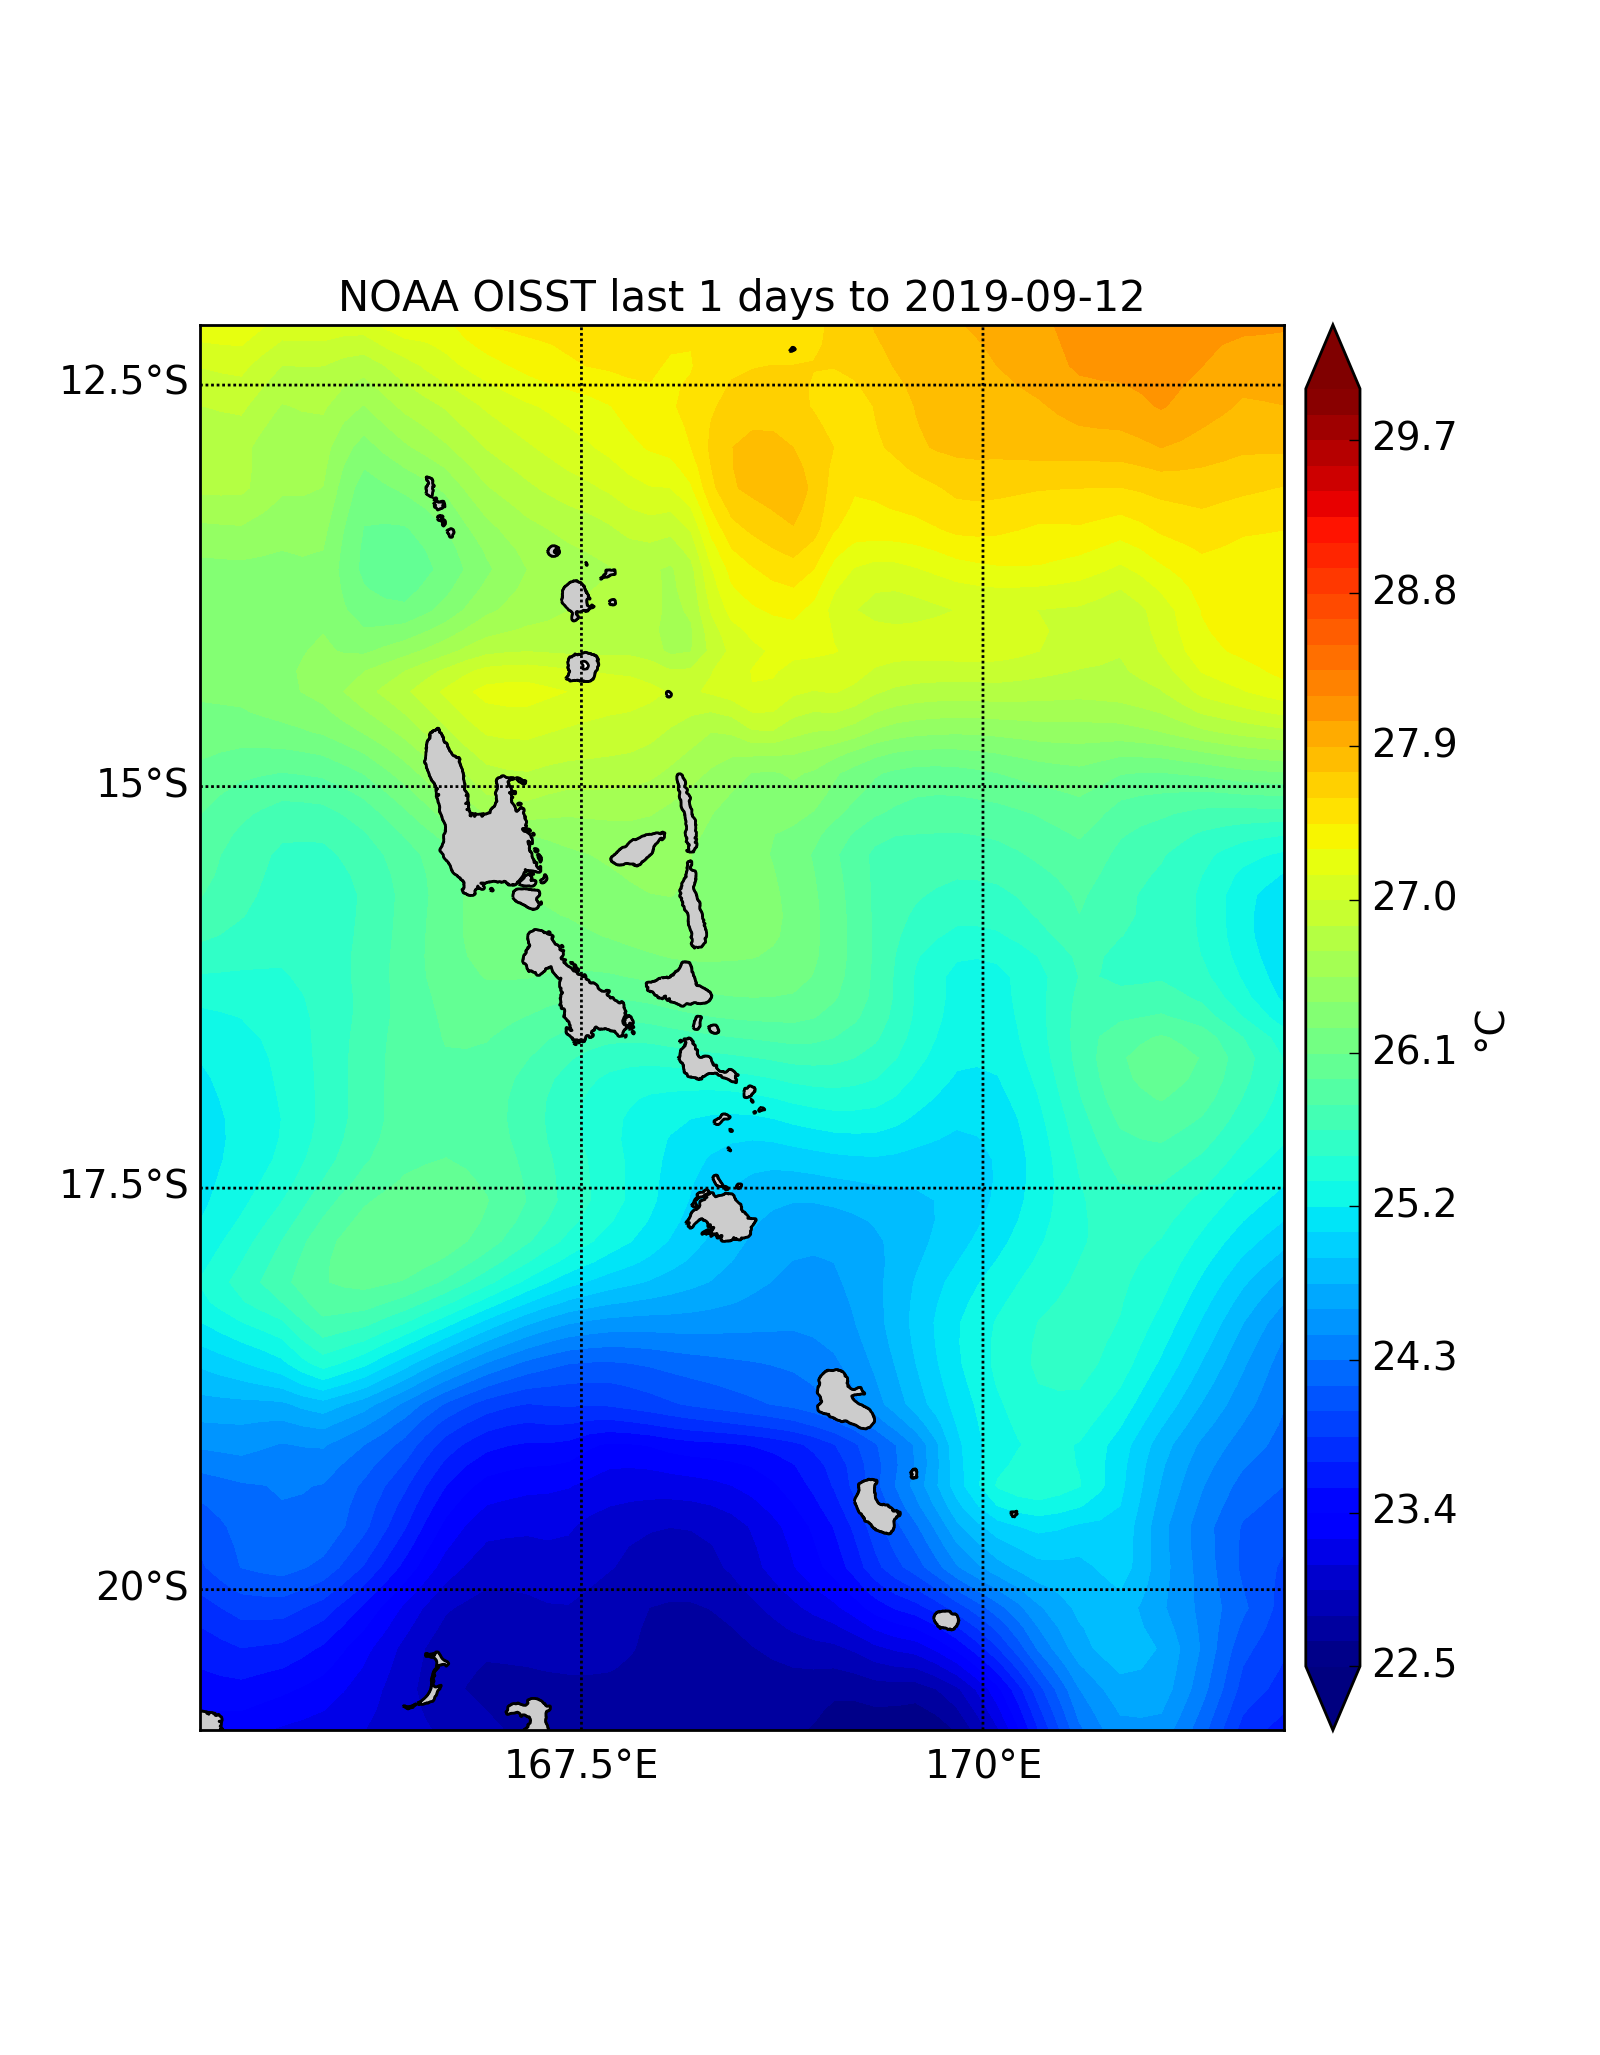 NOAA OISST last 1 days to 2019-09-12
12.5°S
15°S
17.5°S
20°S
167.5°E
170°E
29.7
28.8
27.9
27.0
26.1
25.2
24.3
23.4
22.5
°C